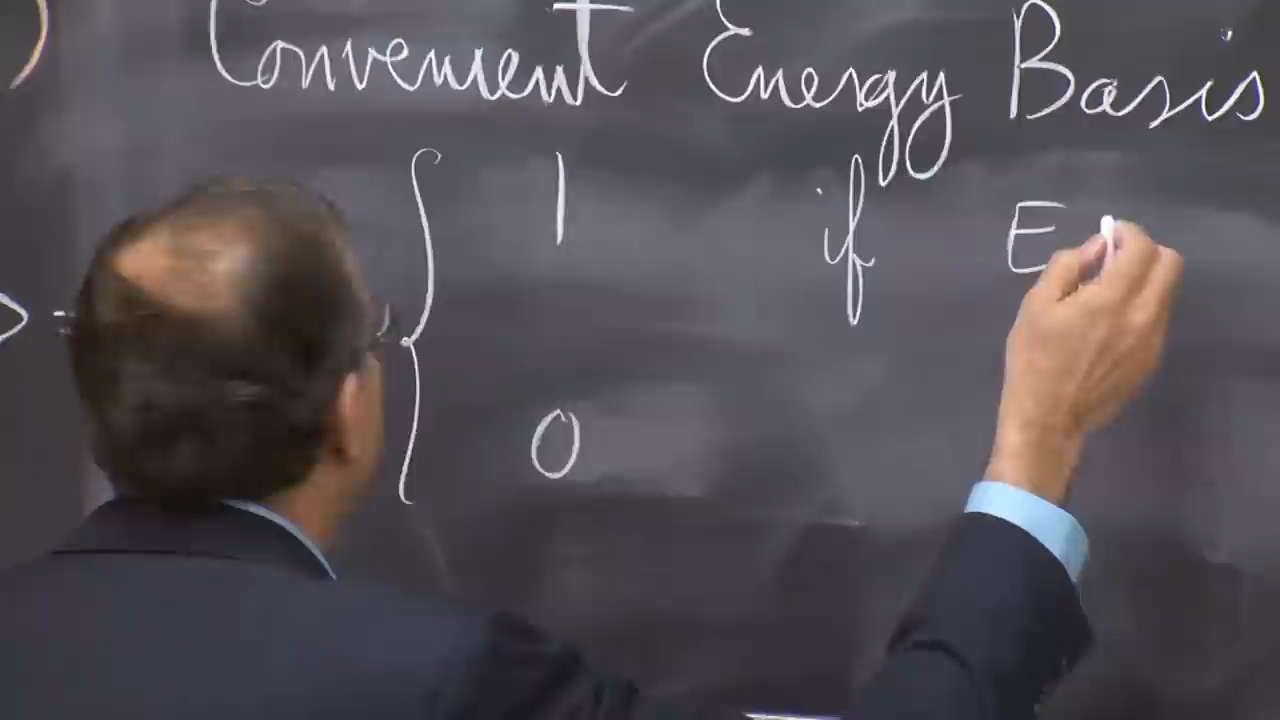 ) Convenient Energy Basis
> { 1 if E
0